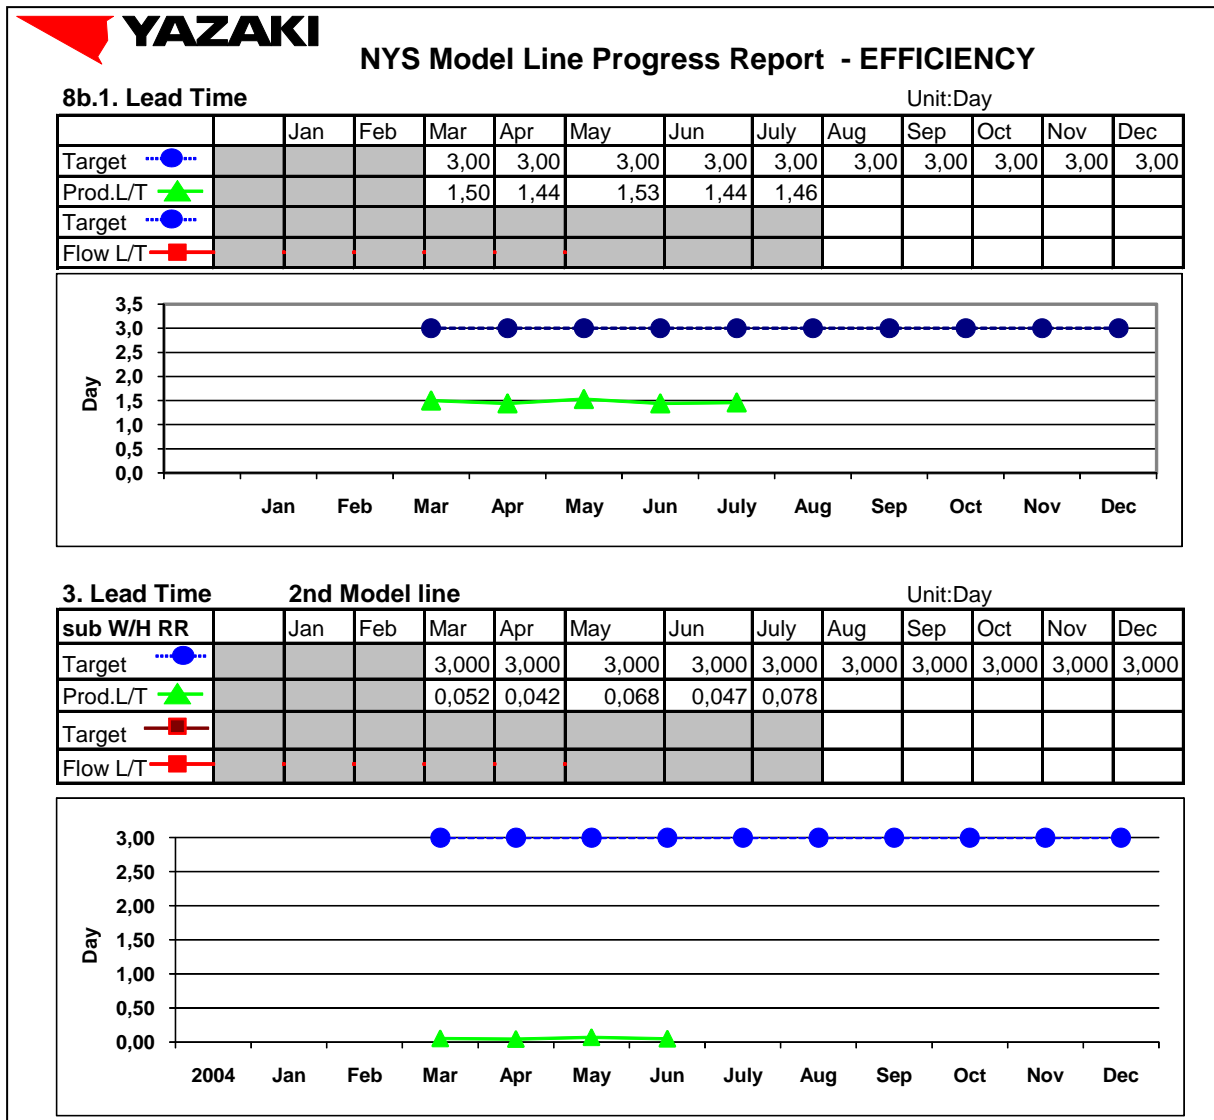 YAZAKI
NYS Model Line Progress Report - EFFICIENCY
8b.1. Lead Time Unit:Day
Jan Feb Mar Apr May Jun July Aug Sep Oct Nov Dec
Target 3,00 3,00 3,00 3,00 3,00 3,00 3,00 3,00 3,00 3,00
Prod.L/T 1,50 1,44 1,53 1,44 1,46
Target
Flow L/T
3,5
3,0
2,5
2,0
1,5
1,0
0,5
0,0
Day
Jan Feb Mar Apr May Jun July Aug Sep Oct Nov Dec
3. Lead Time 2nd Model line Unit:Day
sub W/H RR Jan Feb Mar Apr May Jun July Aug Sep Oct Nov Dec
Target 3,000 3,000 3,000 3,000 3,000 3,000 3,000 3,000 3,000 3,000
Prod.L/T 0,052 0,042 0,068 0,047 0,078
Target
Flow L/T
3,00
2,50
2,00
1,50
1,00
0,50
0,00
Day
2004 Jan Feb Mar Apr May Jun July Aug Sep Oct Nov Dec